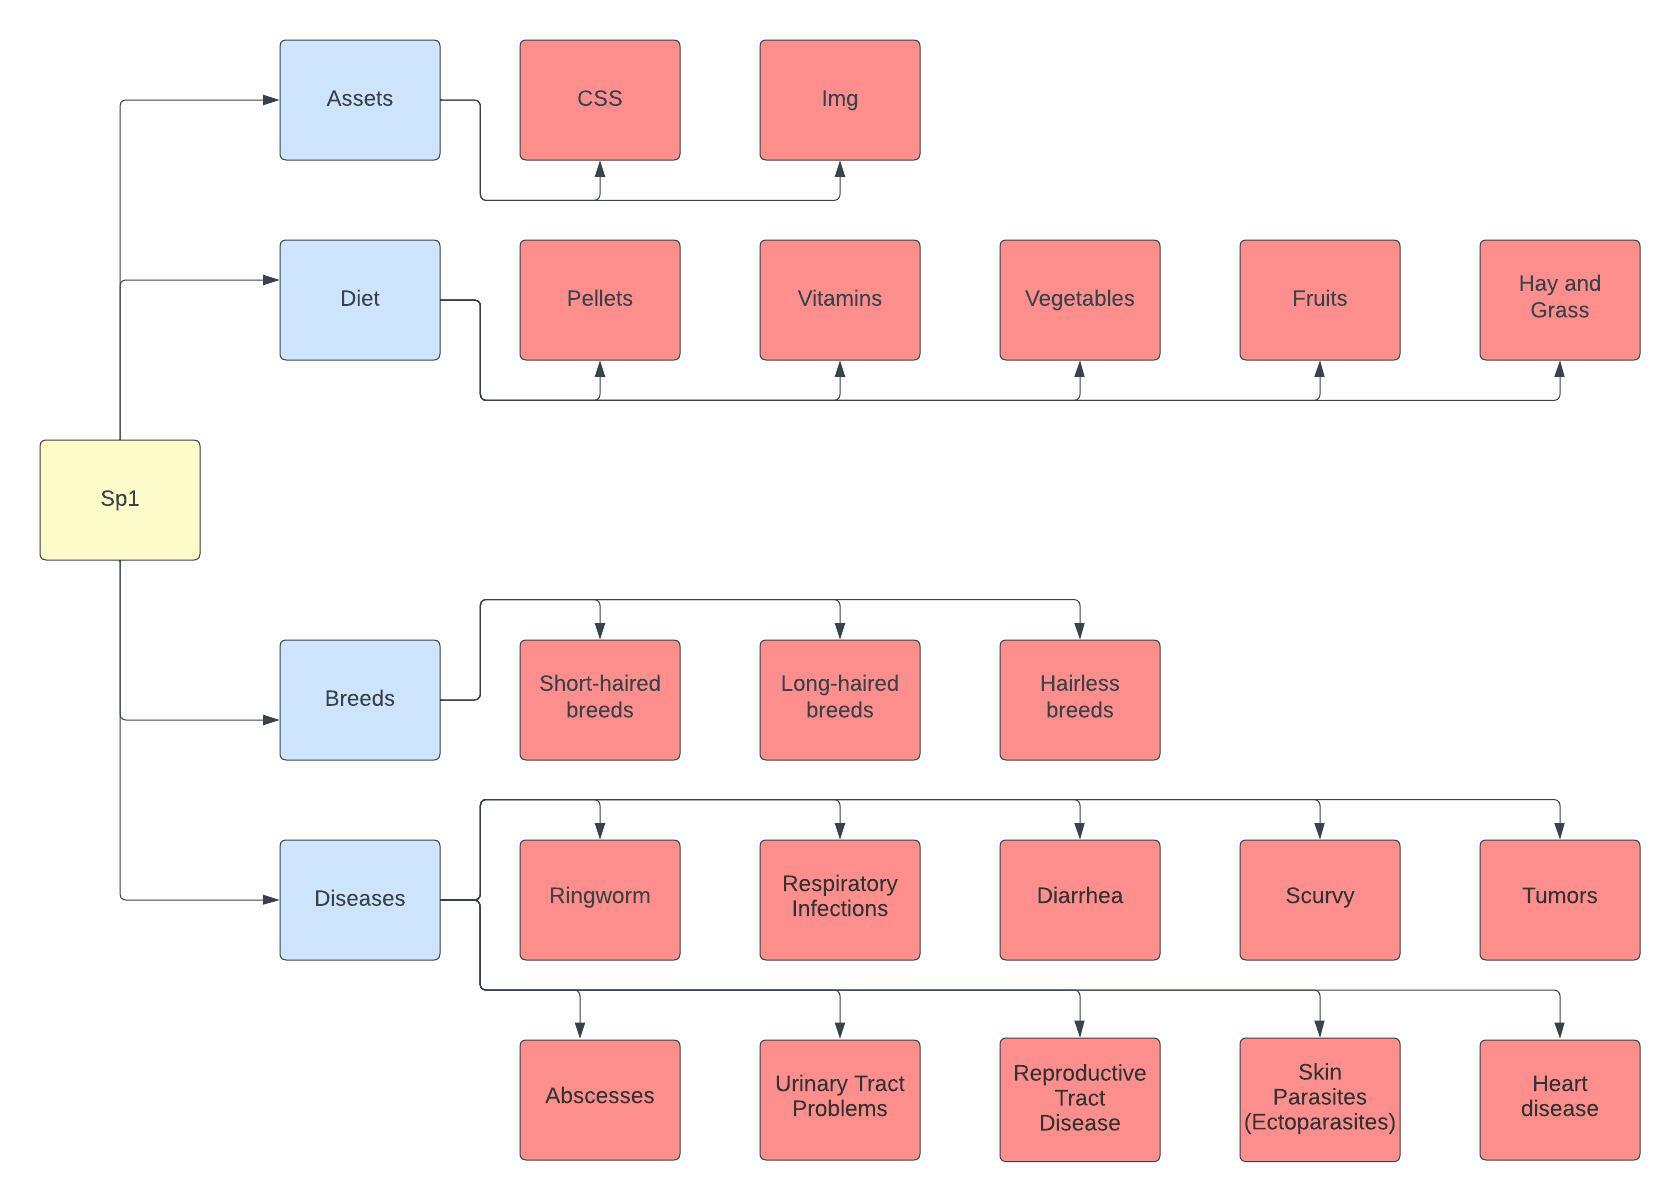 Assets
CSS
Img
Diet
Pellets
Vitamins
Vegetables
Fruits
Hay and
Grass
Sp1
Breeds
Short-haired
breeds
Long-haired
breeds
Hairless
breeds
Diseases
Ringworm
Respiratory
Infections
Diarrhea
Scurvy
Tumors
Abscesses
Urinary Tract
Problems
Reproductive
Tract
Disease
Skin
Parasites
(Ectoparasites)
Heart
disease